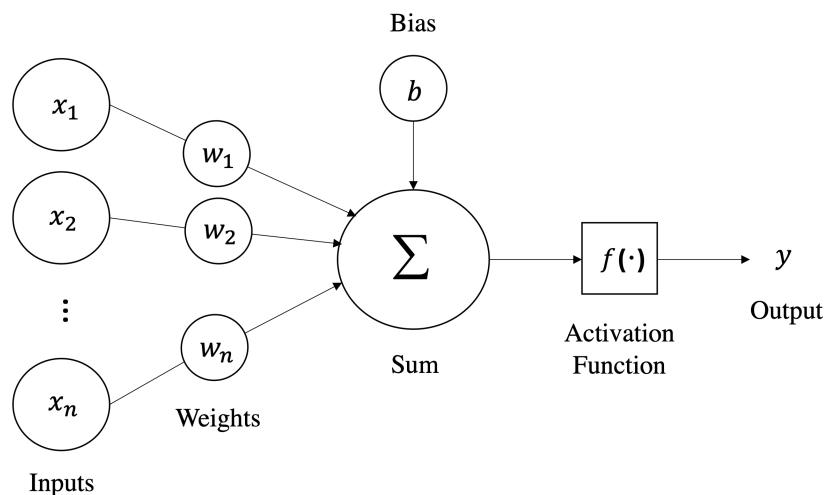 Bias
b
x₁
w₁
x₂
w₂
Σ
f(·)
y
Output
Activation
Function
⋮
wₙ
Sum
xₙ
Weights
Inputs